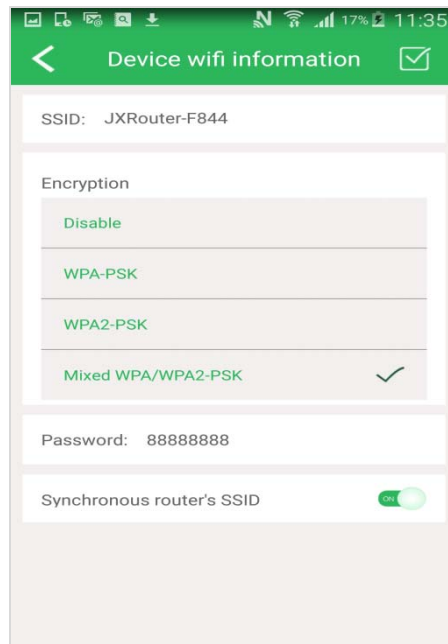 17% 11:35
Device wifi information
SSID: JXRouter-F844
Encryption
Disable
WPA-PSK
WPA2-PSK
Mixed WPA/WPA2-PSK
Password: 88888888
Synchronous router's SSID
ON